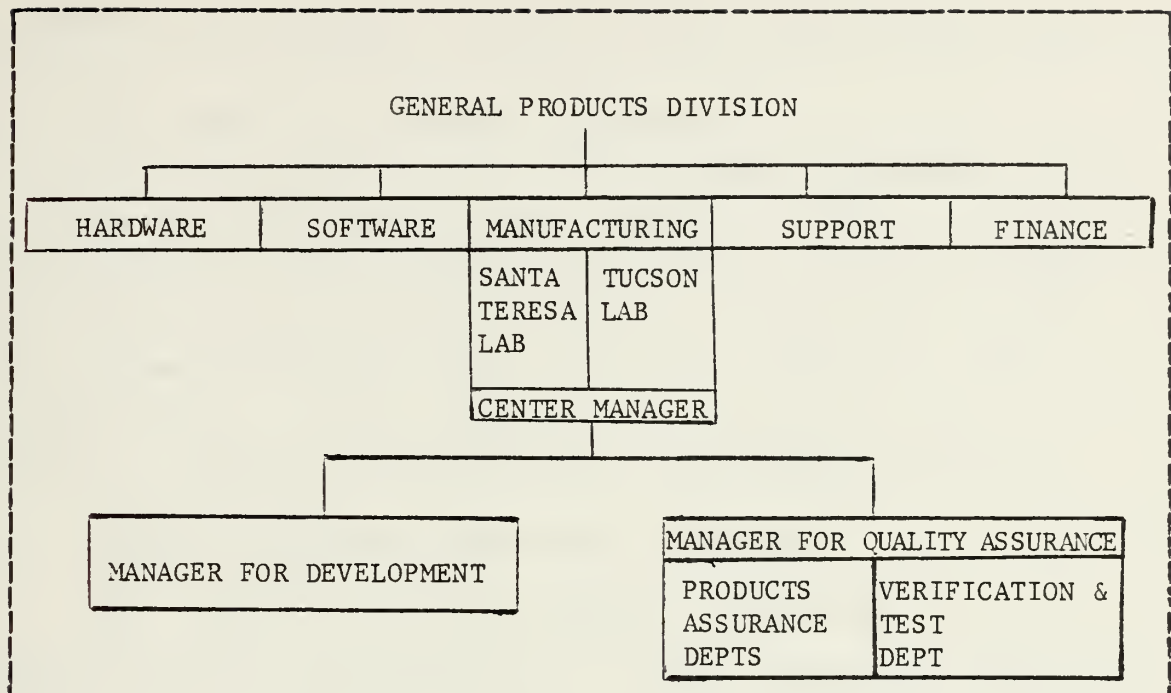 GENERAL PRODUCTS DIVISION
HARDWARE SOFTWARE MANUFACTURING SUPPORT FINANCE
SANTA TERESA LAB
TUCSON LAB
CENTER MANAGER
MANAGER FOR DEVELOPMENT
MANAGER FOR QUALITY ASSURANCE
PRODUCTS ASSURANCE DEPTS
VERIFICATION & TEST DEPT